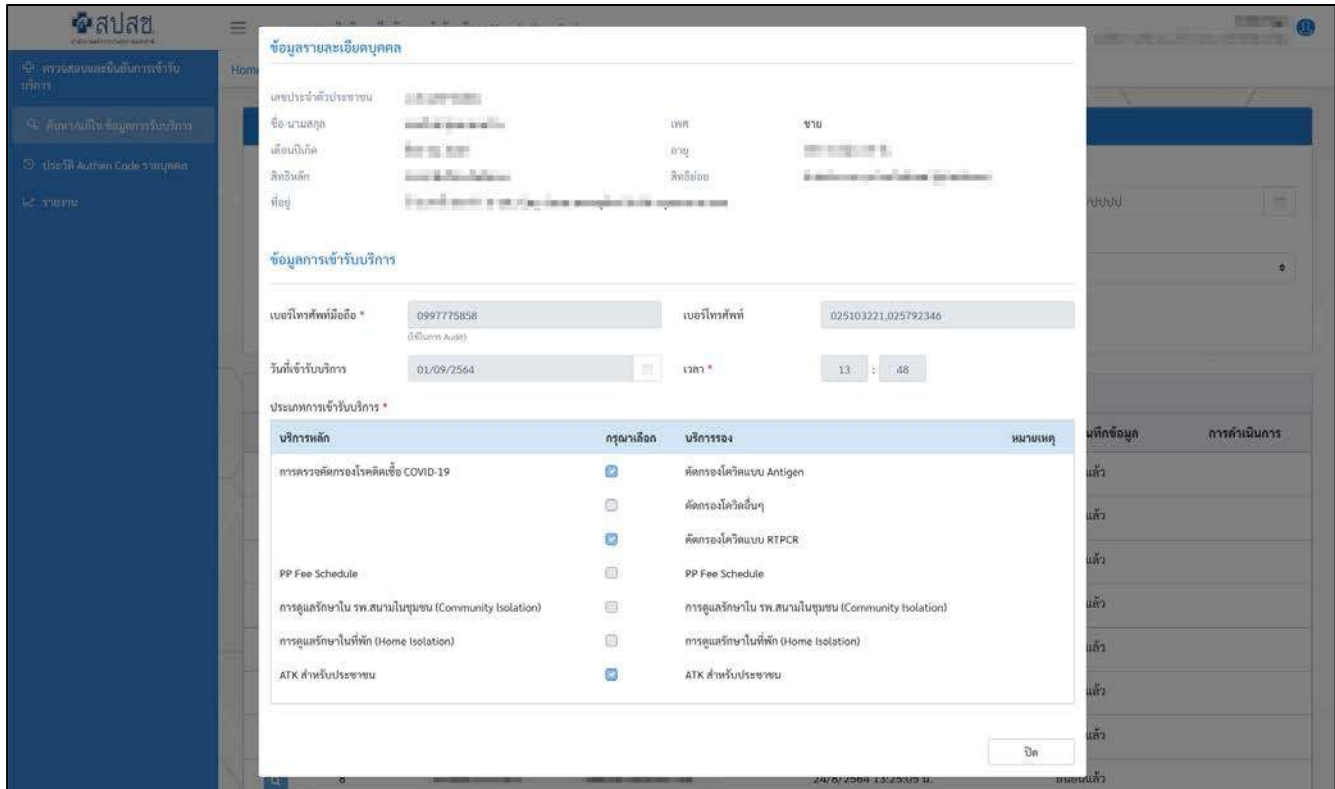 สปสช.
ตรวจสอบและยืนยันการเข้ารับ
บริการ
ค้นหา/แก้ไข ข้อมูลการรับบริการ
ประวัติ Authen Code รายบุคคล
รายงาน
Home
ข้อมูลรายละเอียดบุคคล
เลขประจำตัวประชาชน
ชื่อ-นามสกุล
เพศ ชาย
เดือนปีเกิด
อายุ
สิทธิหลัก
สิทธิย่อย
ที่อยู่
ข้อมูลการเข้ารับบริการ
เบอร์โทรศัพท์มือถือ * 0997775858 เบอร์โทรศัพท์ 025103221,025792346
(ใช้ในการ Audit)
วันที่เข้ารับบริการ 01/09/2564 เวลา * 13 : 48
ประเภทการเข้ารับบริการ *
บริการหลัก กรุณาเลือก บริการรอง หมายเหตุ
การตรวจคัดกรองโรคติดเชื้อ COVID-19 คัดกรองโควิดแบบ Antigen
คัดกรองโควิดอื่นๆ
คัดกรองโควิดแบบ RTPCR
PP Fee Schedule PP Fee Schedule
การดูแลรักษาใน รพ.สนามในชุมชน (Community Isolation) การดูแลรักษาใน รพ.สนามในชุมชน (Community Isolation)
การดูแลรักษาในที่พัก (Home Isolation) การดูแลรักษาในที่พัก (Home Isolation)
ATK สำหรับประชาชน ATK สำหรับประชาชน
ปิด
การดำเนินการ
8 24/8/2564 13:25:05 น. ยืนยันแล้ว